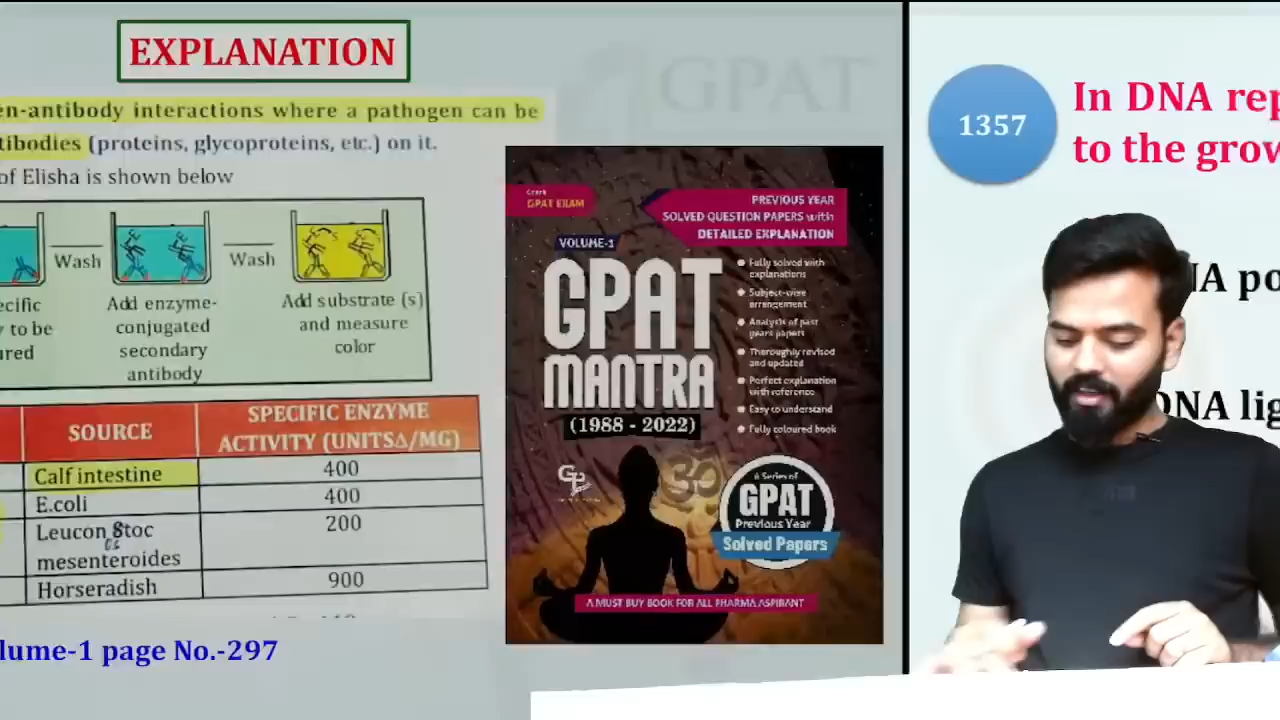 EXPLANATION
en-antibody interactions where a pathogen can be
tibodies (proteins, glycoproteins, etc.) on it.
of Elisha is shown below
Wash
Wash
ecific
y to be
ured
Add enzyme-
conjugated
secondary
antibody
Add substrate (s)
and measure
color
SOURCE
SPECIFIC ENZYME
ACTIVITY (UNITSΔ/MG)
Calf intestine
400
E.coli
400
Leucon Stoc
mesenteroides
200
Horseradish
900
lume-1 page No.-297
GPAT
Crack
GPAT EXAM
PREVIOUS YEAR
SOLVED QUESTION PAPERS with
DETAILED EXPLANATION
VOLUME-1
GPAT
MANTRA
(1988 - 2022)
Fully solved with
explanations
Subject-wise
arrangement
Analysis of past
years papers
Thoroughly revised
and updated
Perfect explanation
with reference
Easy to understand
Fully coloured book
ॐ
A Series of
GPAT
Previous Year
Solved Papers
A MUST BUY BOOK FOR ALL PHARMA ASPIRANT
1357
In DNA rep
to the grow
NA po
DNA lig